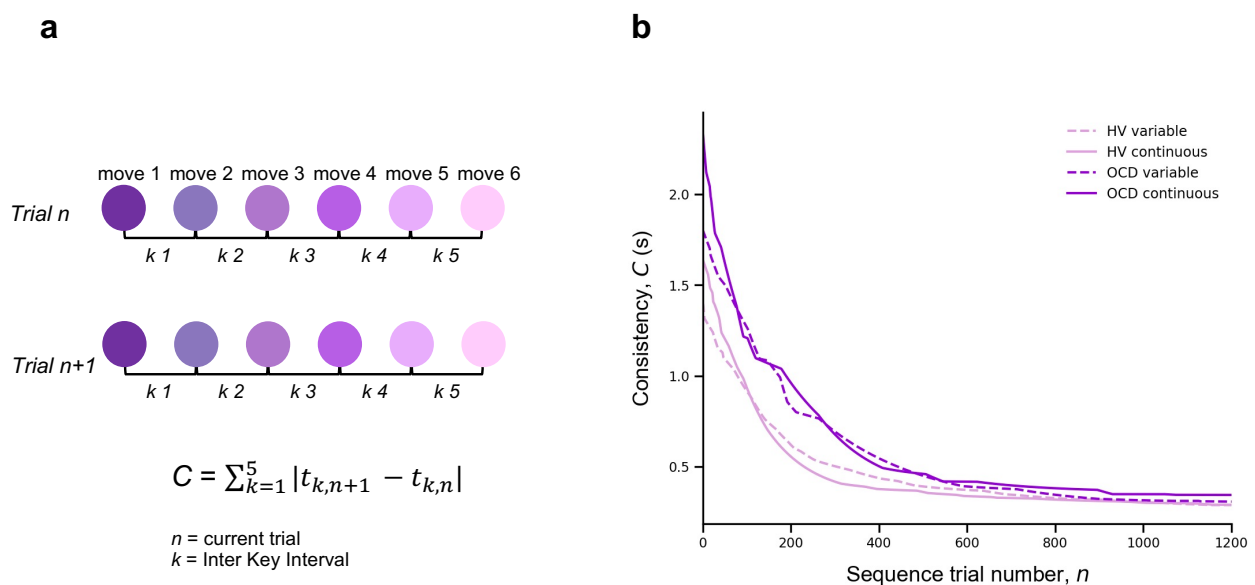 a
move 1 move 2 move 3 move 4 move 5 move 6
Trial n
k 1 k 2 k 3 k 4 k 5
Trial n+1
k 1 k 2 k 3 k 4 k 5
C = ∑⁵ₖ₌₁ |tₖ,ₙ₊₁ − tₖ,ₙ|
n = current trial
k = Inter Key Interval
b
HV variable
HV continuous
OCD variable
OCD continuous
Consistency, C (s)
2.0
1.5
1.0
0.5
0 200 400 600 800 1000 1200
Sequence trial number, n